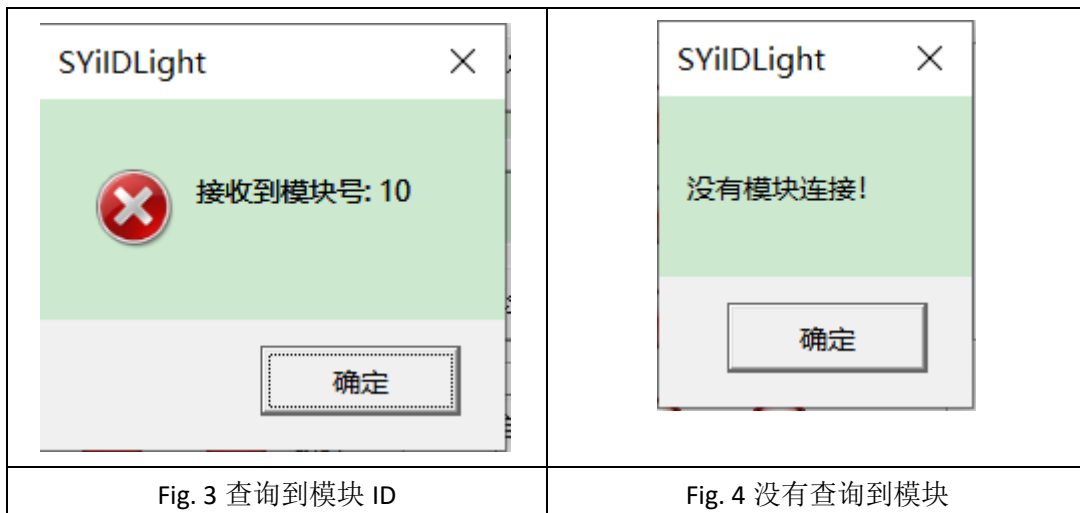 SYiIDLight
接收到模块号: 10
确定
SYiIDLight
没有模块连接!
确定
Fig. 3 查询到模块 ID
Fig. 4 没有查询到模块